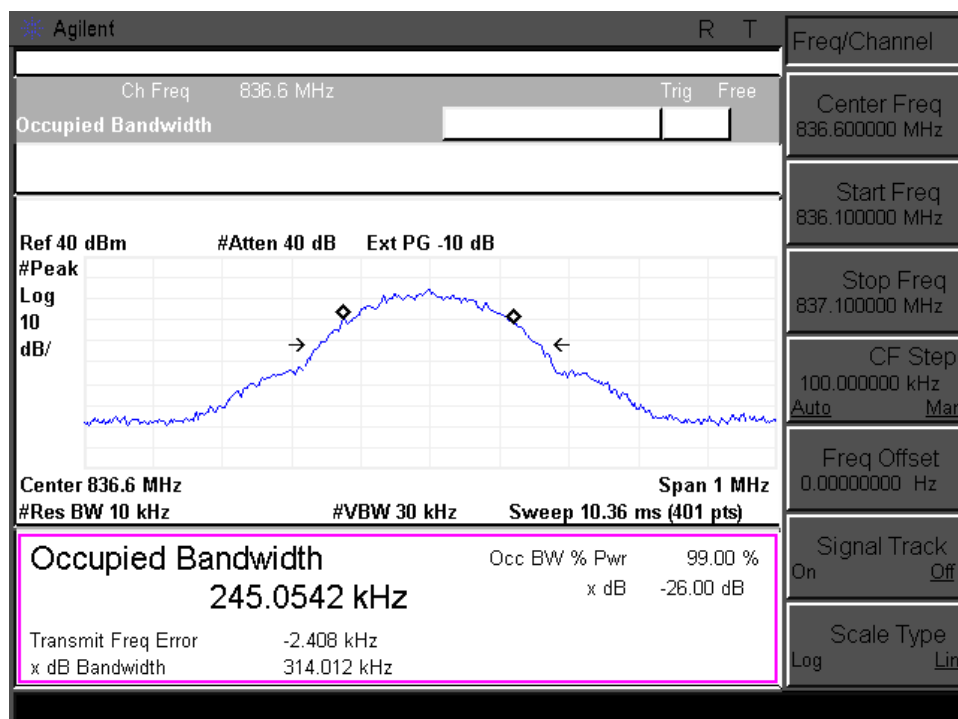 Agilent R T
Ch Freq 836.6 MHz Trig Free
Occupied Bandwidth
Ref 40 dBm #Atten 40 dB Ext PG -10 dB
#Peak
Log
10
dB/
Center 836.6 MHz Span 1 MHz
#Res BW 10 kHz #VBW 30 kHz Sweep 10.36 ms (401 pts)
Occupied Bandwidth Occ BW % Pwr 99.00 %
245.0542 kHz x dB -26.00 dB
Transmit Freq Error -2.408 kHz
x dB Bandwidth 314.012 kHz
Freq/Channel
Center Freq
836.600000 MHz
Start Freq
836.100000 MHz
Stop Freq
837.100000 MHz
CF Step
100.000000 kHz
Auto Man
Freq Offset
0.00000000 Hz
Signal Track
On Off
Scale Type
Log Lin